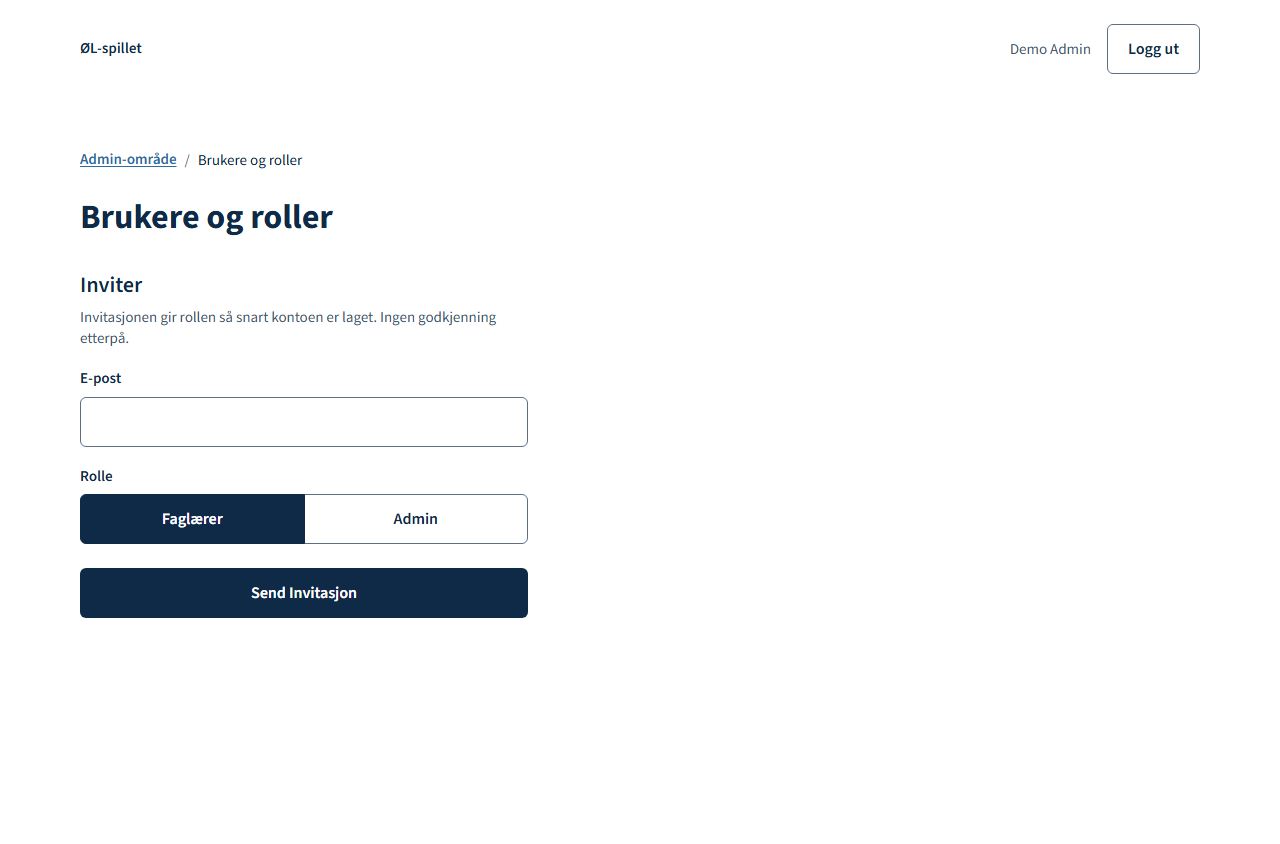 ØL-spillet
Demo Admin
Logg ut
Admin-område / Brukere og roller
Brukere og roller
Inviter
Invitasjonen gir rollen så snart kontoen er laget. Ingen godkjenning
etterpå.
E-post
Rolle
Faglærer
Admin
Send Invitasjon